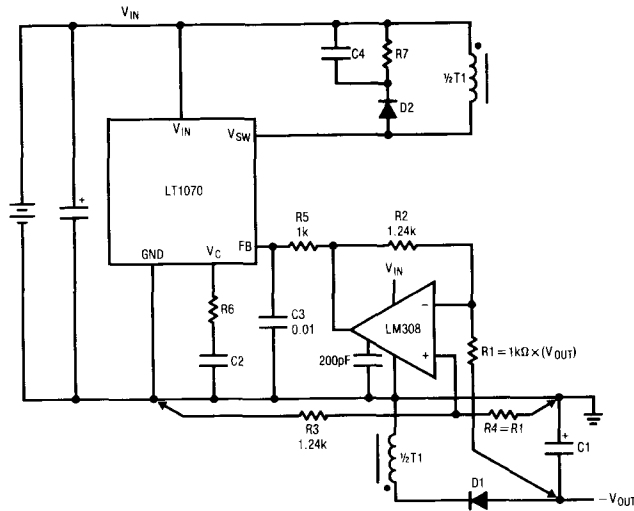 VIN
C4
R7
½T1
D2
VIN
VSW
LT1070
GND
VC
FB
R5
1k
R2
1.24k
VIN
−
LM308
+
R6
C3
0.01
C2
200pF
R1 = 1kΩ × (VOUT)
R3
1.24k
R4 = R1
+
C1
½T1
D1
−VOUT
+